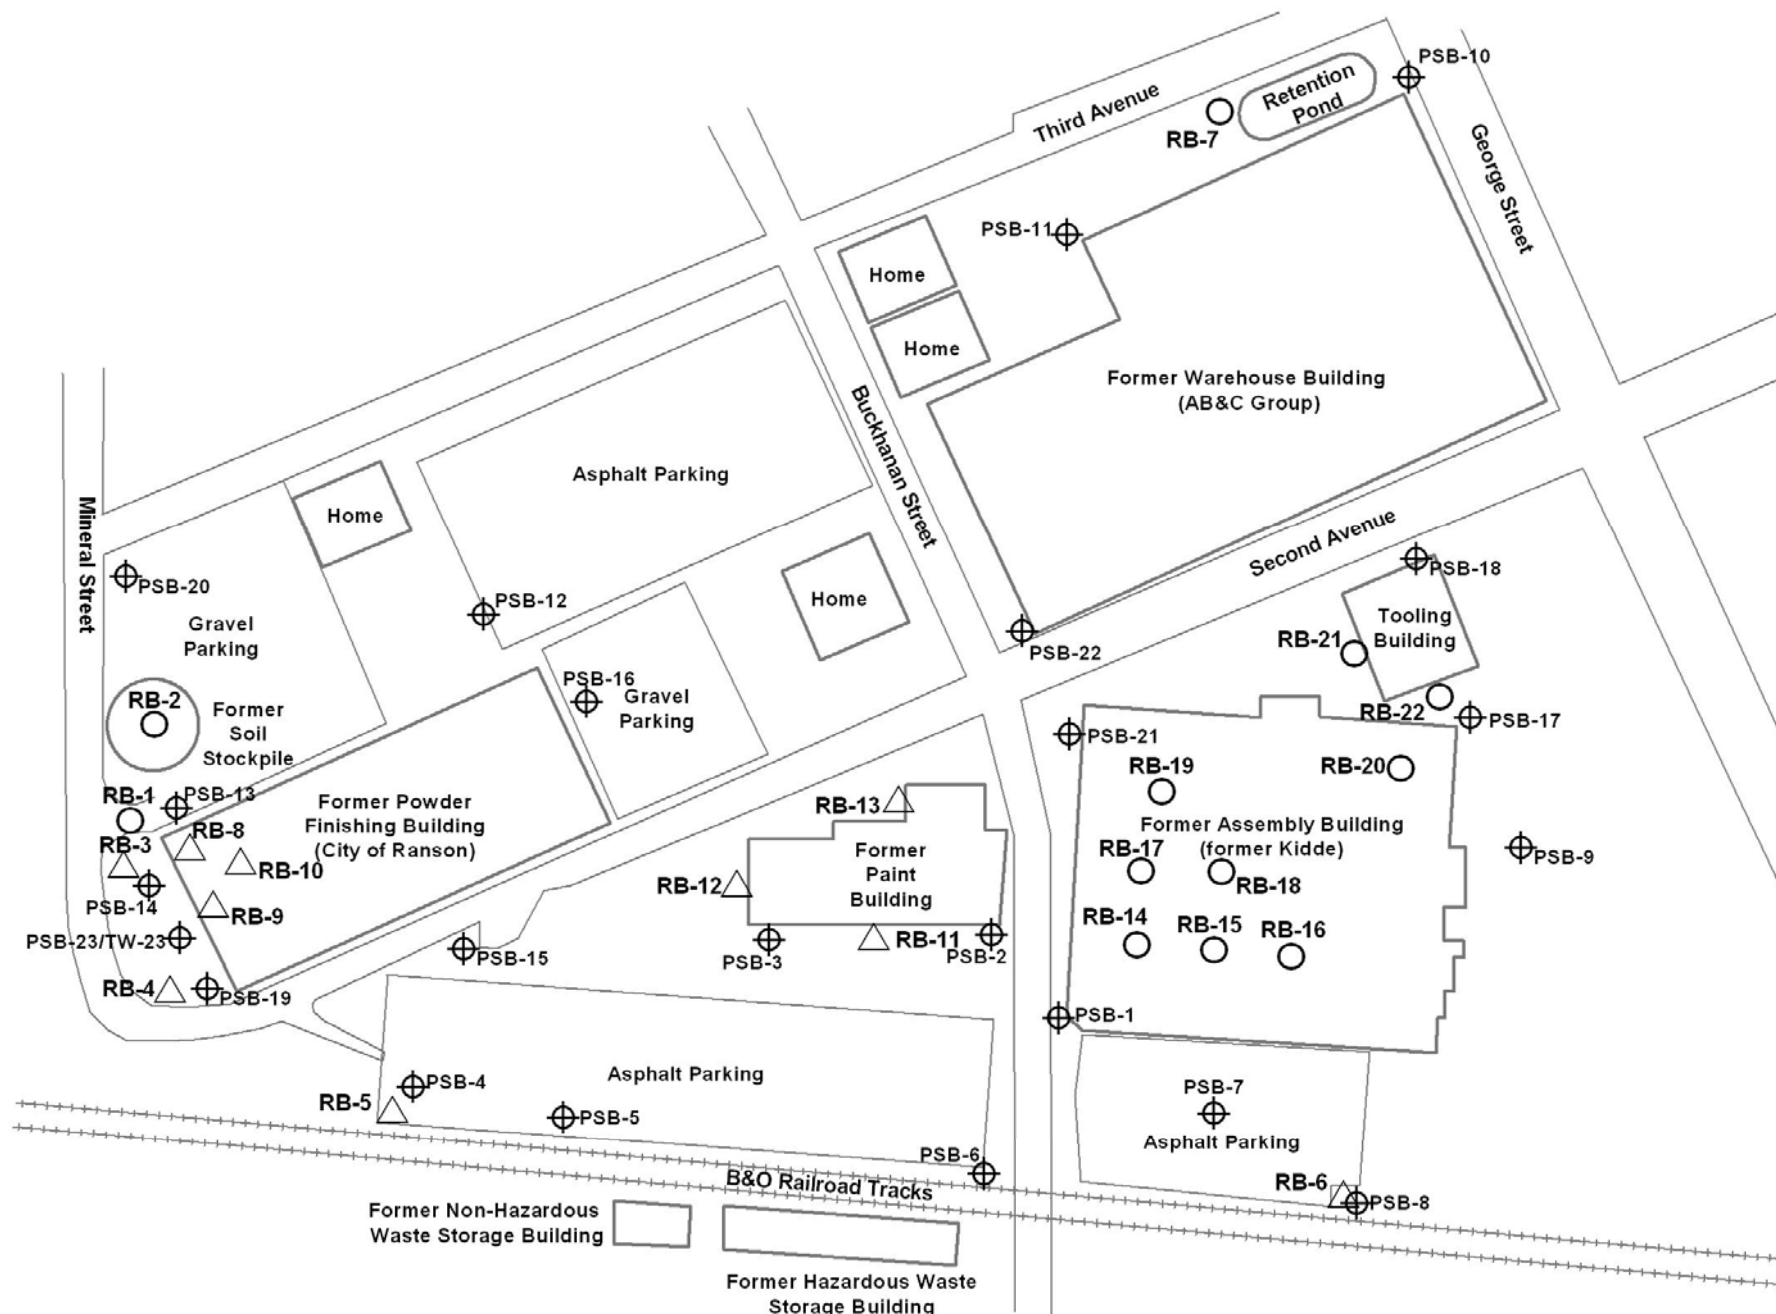 PSB-10
Third Avenue
Retention
Pond
RB-7
George Street
PSB-11
Home
Home
Former Warehouse Building
(AB&C Group)
Buckhanan Street
Asphalt Parking
Home
Mineral Street
Second Avenue
PSB-18
PSB-20
PSB-12
Home
Tooling
Building
Gravel
Parking
RB-21
PSB-22
PSB-16
Gravel
Parking
RB-2
Former
Soil
Stockpile
RB-22
PSB-17
PSB-21
RB-19
RB-20
RB-1
PSB-13
Former Powder
Finishing Building
(City of Ranson)
RB-13
Former Assembly Building
(former Kidde)
RB-8
RB-3
RB-10
Former
Paint
Building
RB-17
RB-18
PSB-9
RB-12
PSB-14
RB-9
RB-14
RB-15
RB-16
PSB-23/TW-23
PSB-15
PSB-3
RB-11
PSB-2
RB-4
PSB-19
PSB-1
Asphalt Parking
PSB-4
RB-5
PSB-5
PSB-7
Asphalt Parking
PSB-6
B&O Railroad Tracks
RB-6
PSB-8
Former Non-Hazardous
Waste Storage Building
Former Hazardous Waste
Storage Building